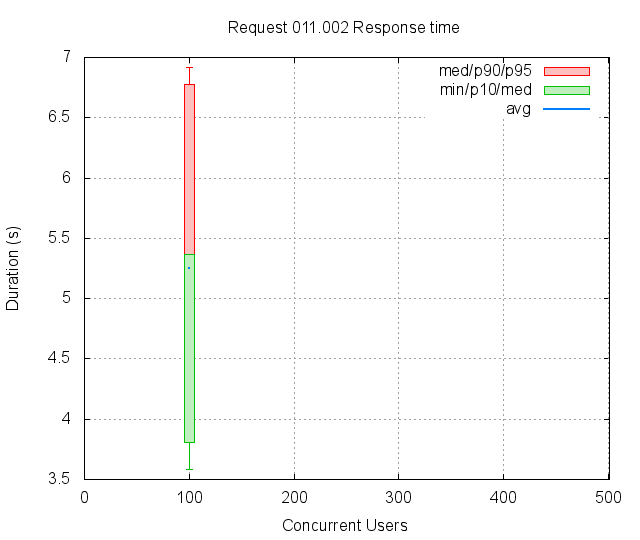 Request 011.002 Response time
med/p90/p95
min/p10/med
avg
7
6.5
6
5.5
5
4.5
4
3.5
Duration (s)
0 100 200 300 400 500
Concurrent Users